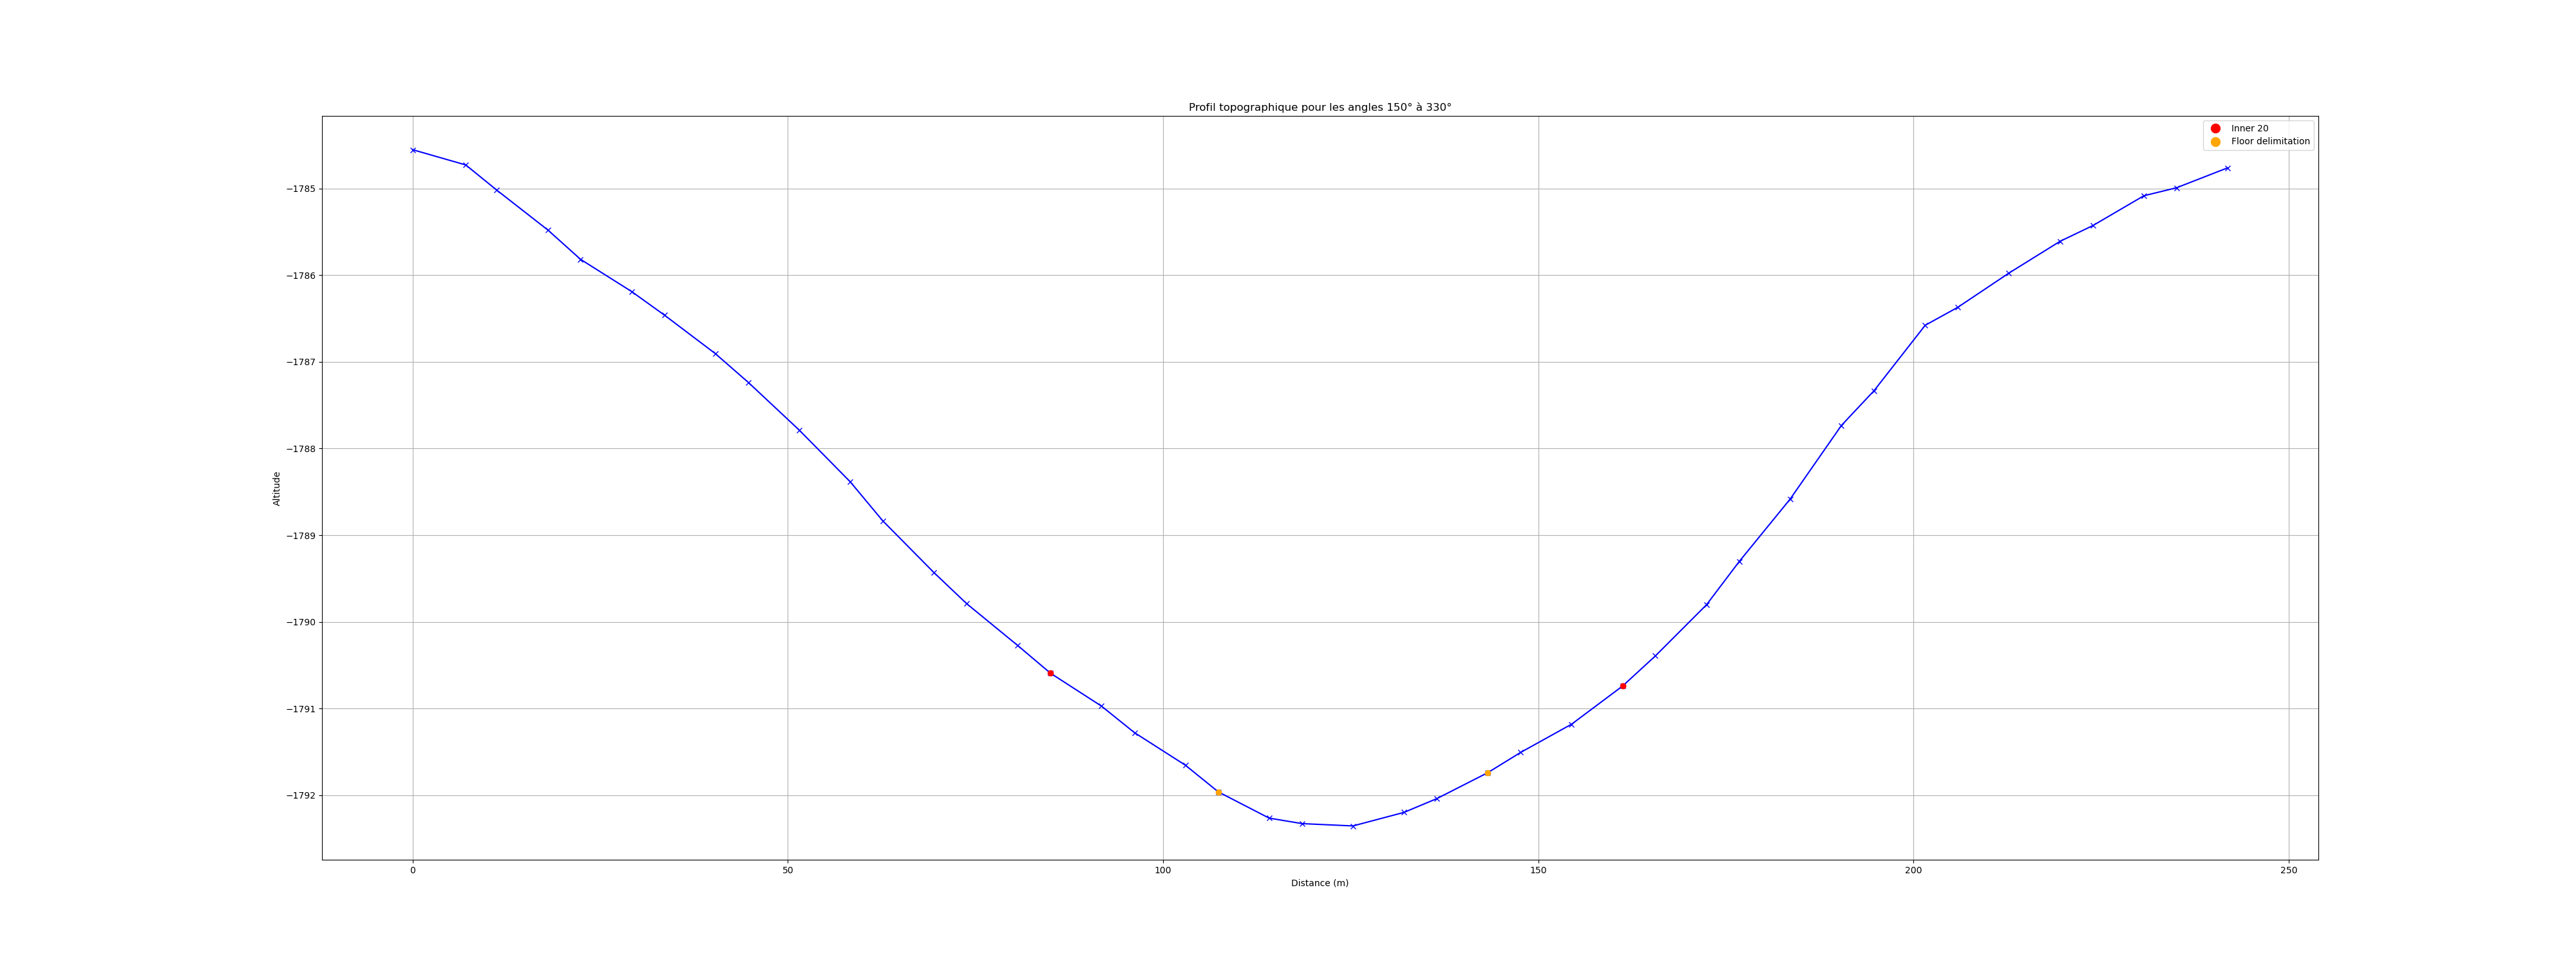 Profil topographique pour les angles 150° à 330°
Inner 20
Floor delimitation
−1785
−1786
−1787
−1788
−1789
−1790
−1791
−1792
Altitude
0 50 100 150 200 250
Distance (m)